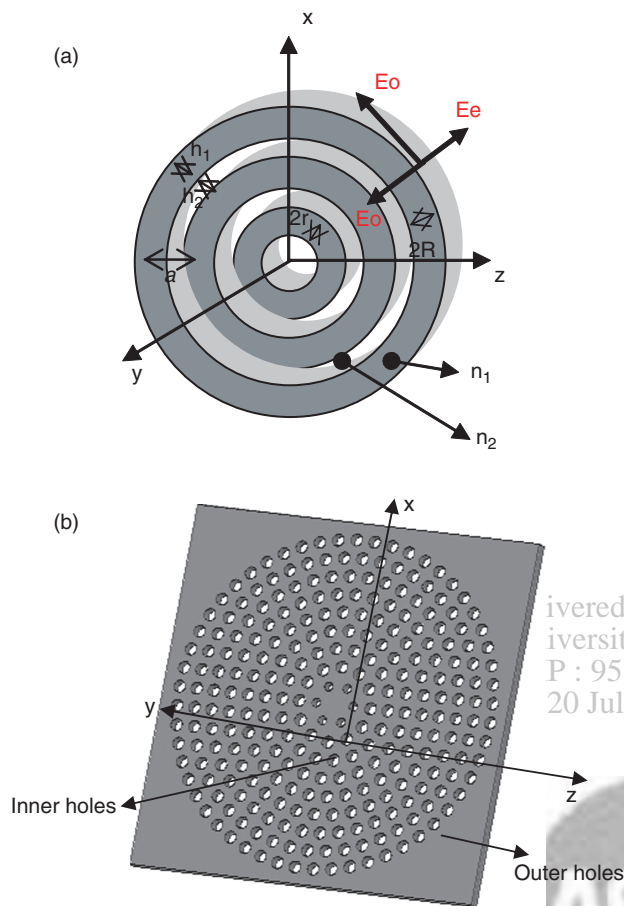 (a)
x
Eo
Ee
h1
h2
2r
Eo
2R
a
z
y
n1
n2
(b)
x
ivered
iversit
P : 95
20 Jul
y
z
Inner holes
Outer holes